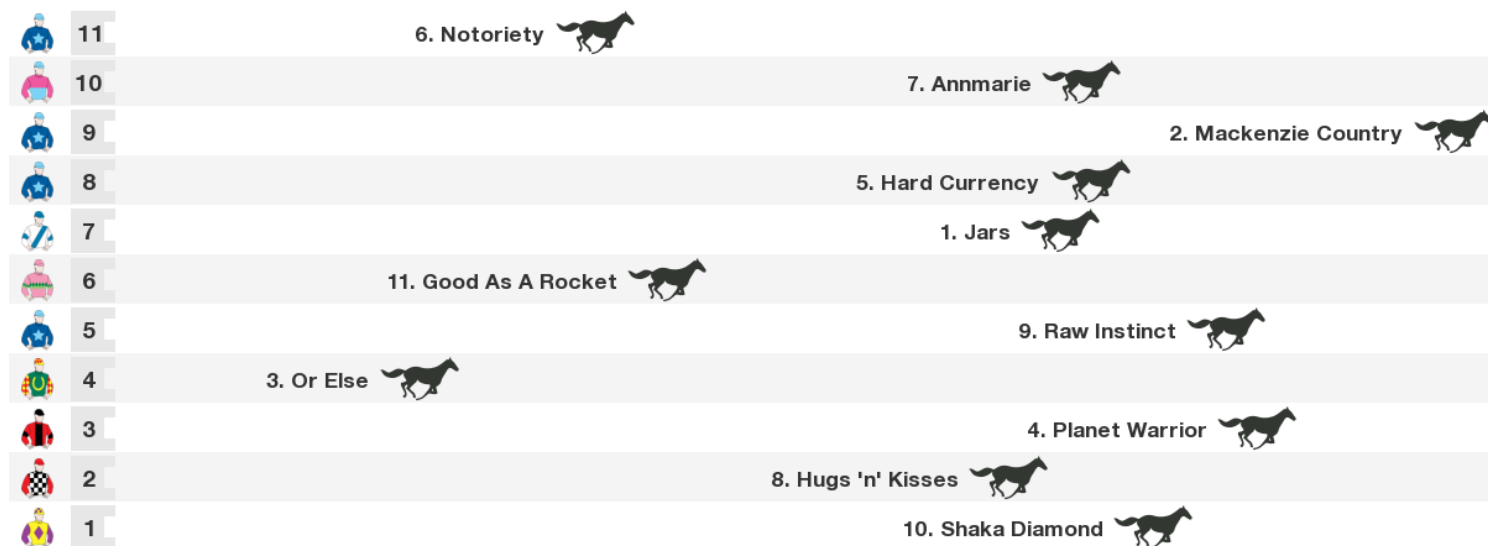 11 6. Notoriety
10 7. Annmarie
9 2. Mackenzie Country
8 5. Hard Currency
7 1. Jars
6 11. Good As A Rocket
5 9. Raw Instinct
4 3. Or Else
3 4. Planet Warrior
2 8. Hugs 'n' Kisses
1 10. Shaka Diamond